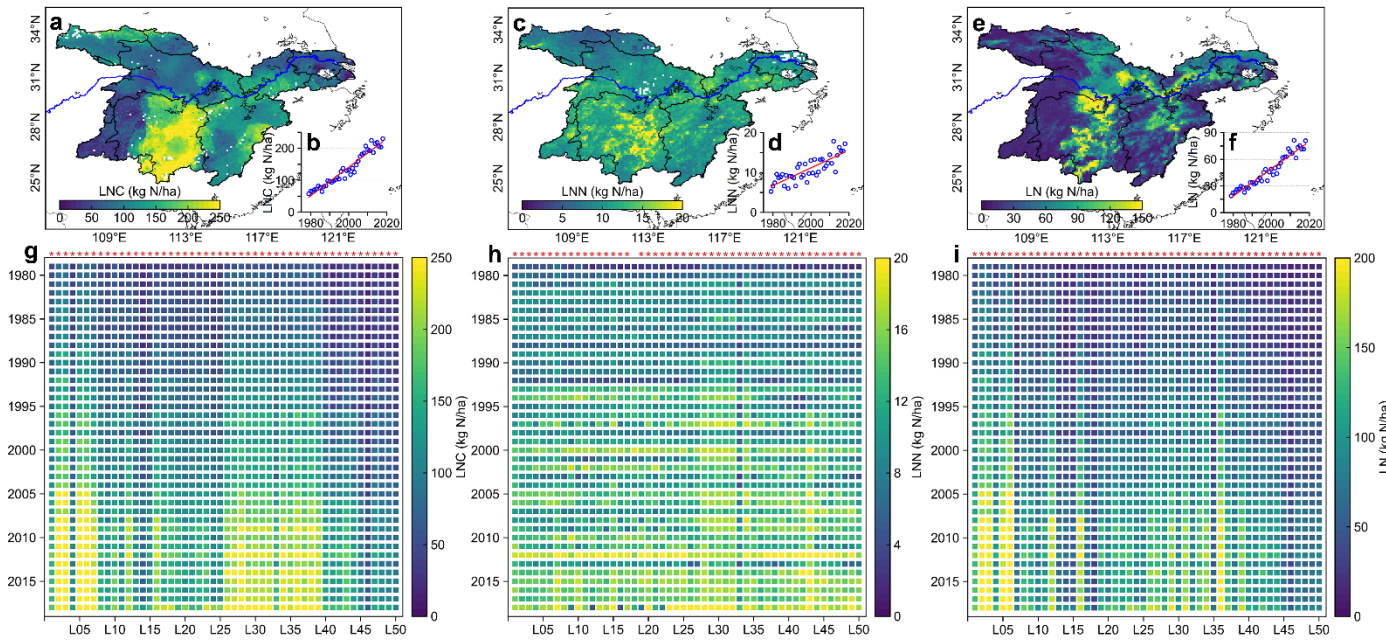 a
34°N
31°N
28°N
25°N
LNC (kg N/ha)
0 50 100 150 200 250
109°E 113°E 117°E 121°E
b
LNC (kg N/ha)
0
100
200
1980 2000 2020
c
34°N
31°N
28°N
25°N
LNN (kg N/ha)
0 5 10 15 20
109°E 113°E 117°E 121°E
d
LNN (kg N/ha)
0
10
20
1980 2000 2020
e
34°N
31°N
28°N
25°N
LN (kg N/ha)
0 30 60 90 120 150
109°E 113°E 117°E 121°E
f
LNN (kg N/ha)
0
30
60
90
1980 2000 2020
g
1980
1985
1990
1995
2000
2005
2010
2015
L05 L10 L15 L20 L25 L30 L35 L40 L45 L50
250
200
150
100
50
0
LNC (kg N/ha)
h
1980
1985
1990
1995
2000
2005
2010
2015
L05 L10 L15 L20 L25 L30 L35 L40 L45 L50
20
16
12
8
4
0
LNN (kg N/ha)
i
1980
1985
1990
1995
2000
2005
2010
2015
L05 L10 L15 L20 L25 L30 L35 L40 L45 L50
200
150
100
50
0
LN (kg N/ha)